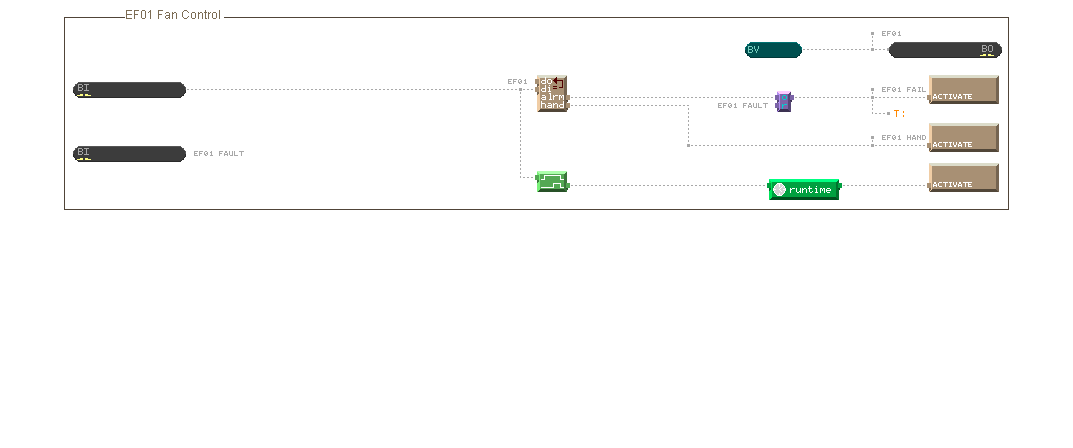 EF01 Fan Control
EF01
BV
BO
BI
EF01
do
di
alrm
hand
EF01 FAULT
EF01 FAIL
ACTIVATE
T:
EF01 HAND
ACTIVATE
BI
EF01 FAULT
ACTIVATE
runtime